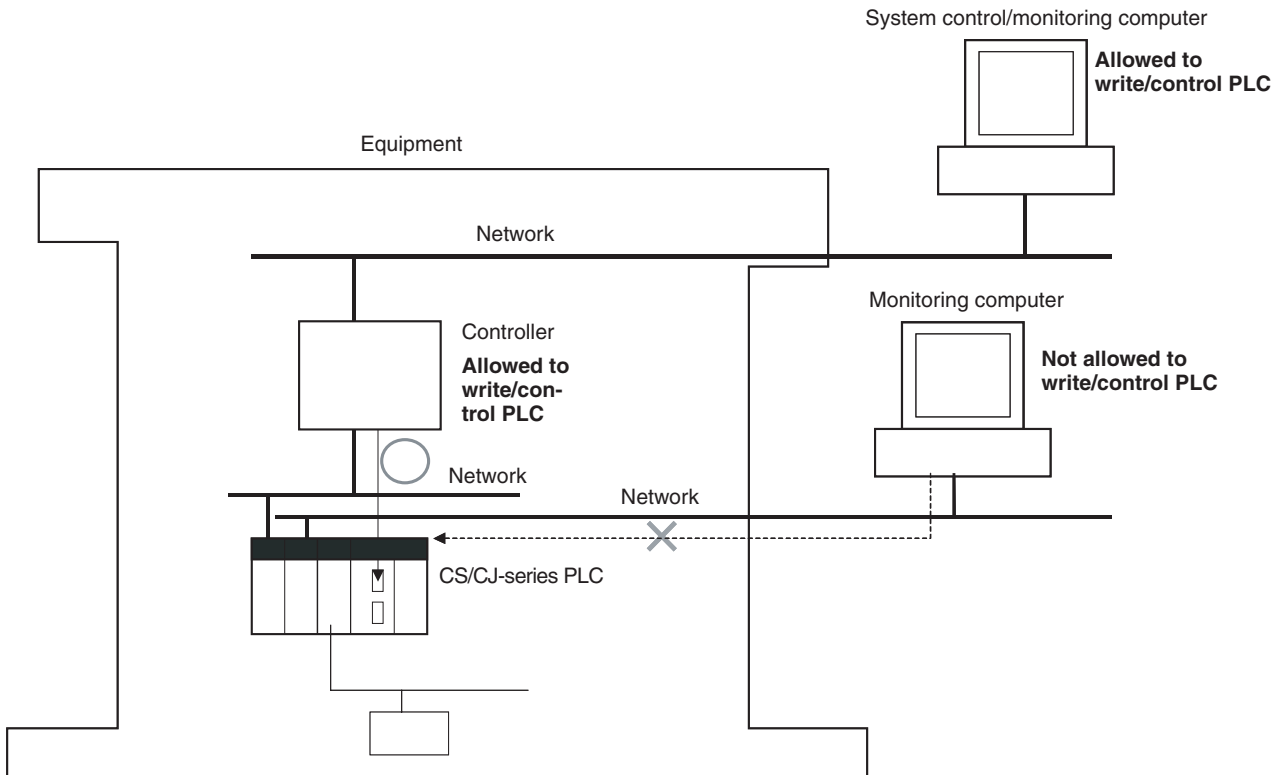 System control/monitoring computer
Allowed to
write/control PLC
Equipment
Network
Monitoring computer
Controller
Allowed to
write/con-
trol PLC
Not allowed to
write/control PLC
Network
Network
CS/CJ-series PLC